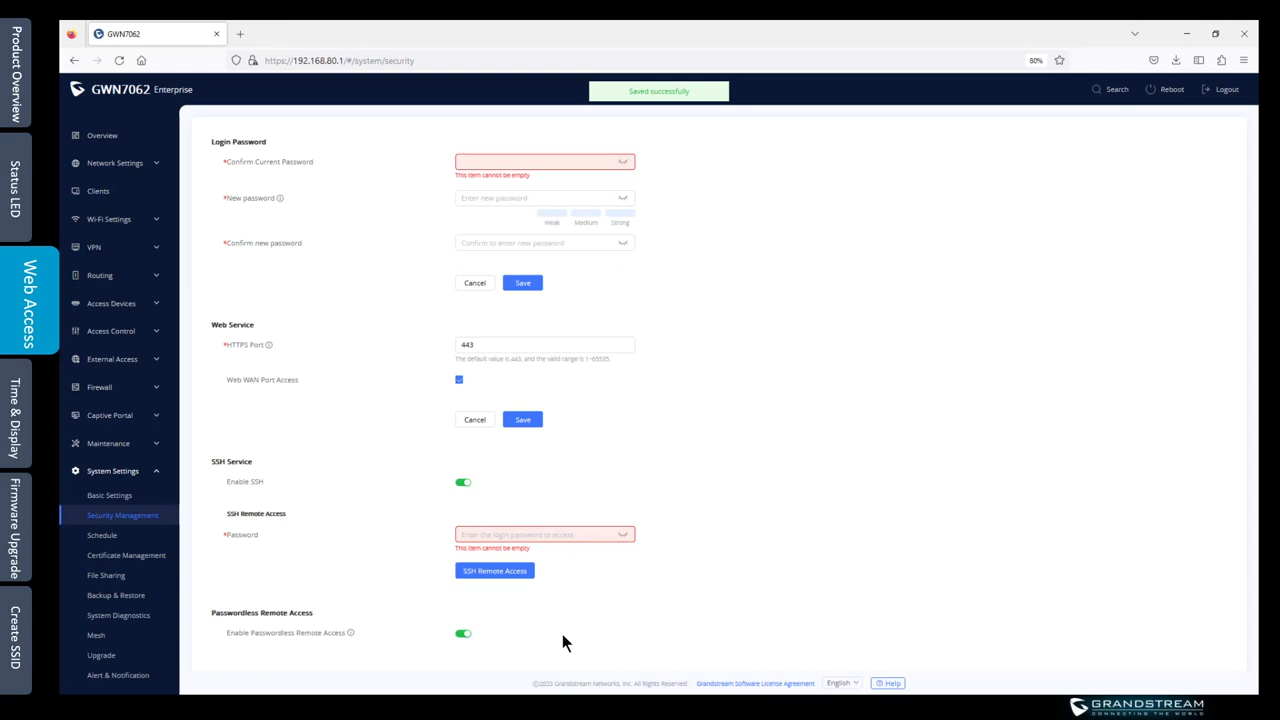 Product Overview
Status LED
Web Access
Time & Display
Firmware Upgrade
Create SSID
GWN7062
https://192.168.80.1/#/system/security
80%
GWN7062 Enterprise
Saved successfully
Search
Reboot
Logout
Overview
Network Settings
Clients
Wi-Fi Settings
VPN
Routing
Access Devices
Access Control
External Access
Firewall
Captive Portal
Maintenance
System Settings
Basic Settings
Security Management
Schedule
Certificate Management
File Sharing
Backup & Restore
System Diagnostics
Mesh
Upgrade
Alert & Notification
Login Password
*Confirm Current Password
This item cannot be empty
*New password
Enter new password
Weak Medium Strong
*Confirm new password
Confirm to enter new password
Cancel Save
Web Service
*HTTPS Port
443
The default value is 443, and the valid range is 1~65535.
Web WAN Port Access
Cancel Save
SSH Service
Enable SSH
SSH Remote Access
*Password
Enter the login password to access
This item cannot be empty
SSH Remote Access
Passwordless Remote Access
Enable Passwordless Remote Access
©2023 Grandstream Networks, Inc. All Rights Reserved. Grandstream Software License Agreement English Help
GRANDSTREAM
CONNECTING THE WORLD